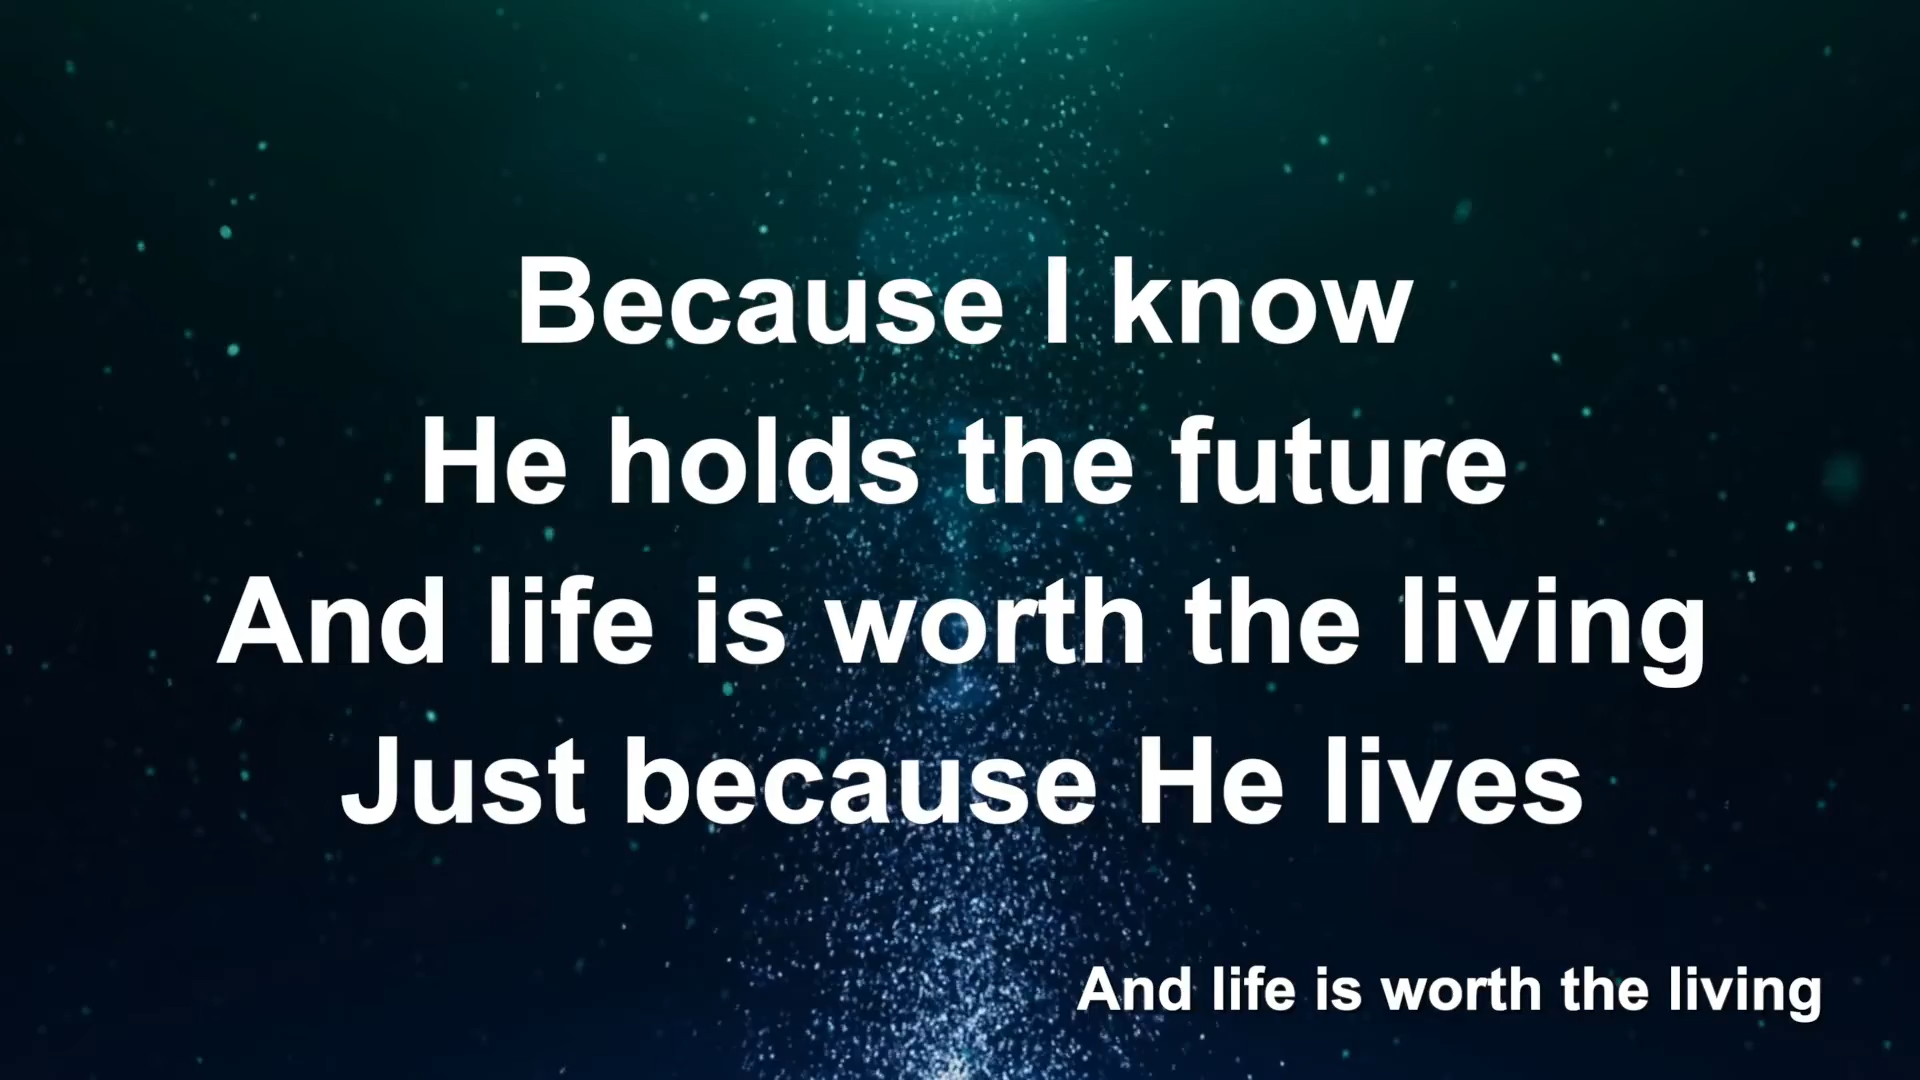 Because I know
He holds the future
And life is worth the living
Just because He lives
And life is worth the living